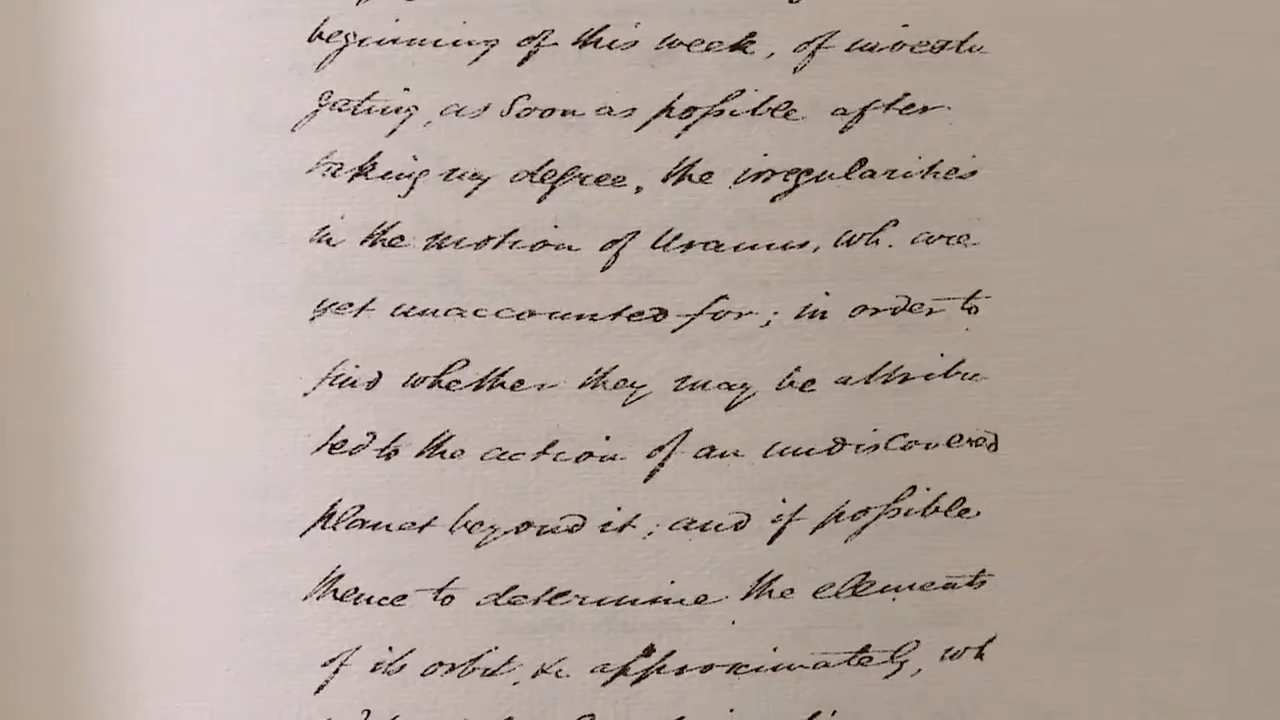 beginning of this week, of investi
gating, as soon as possible after
taking my degree, the irregularities
in the motion of Uranus, wh. are
yet unaccounted for; in order to
find whether they may be attribu
ted to the action of an undiscovered
planet beyond it; and if possible
thence to determine the elements
of its orbit, &c approximately, wh